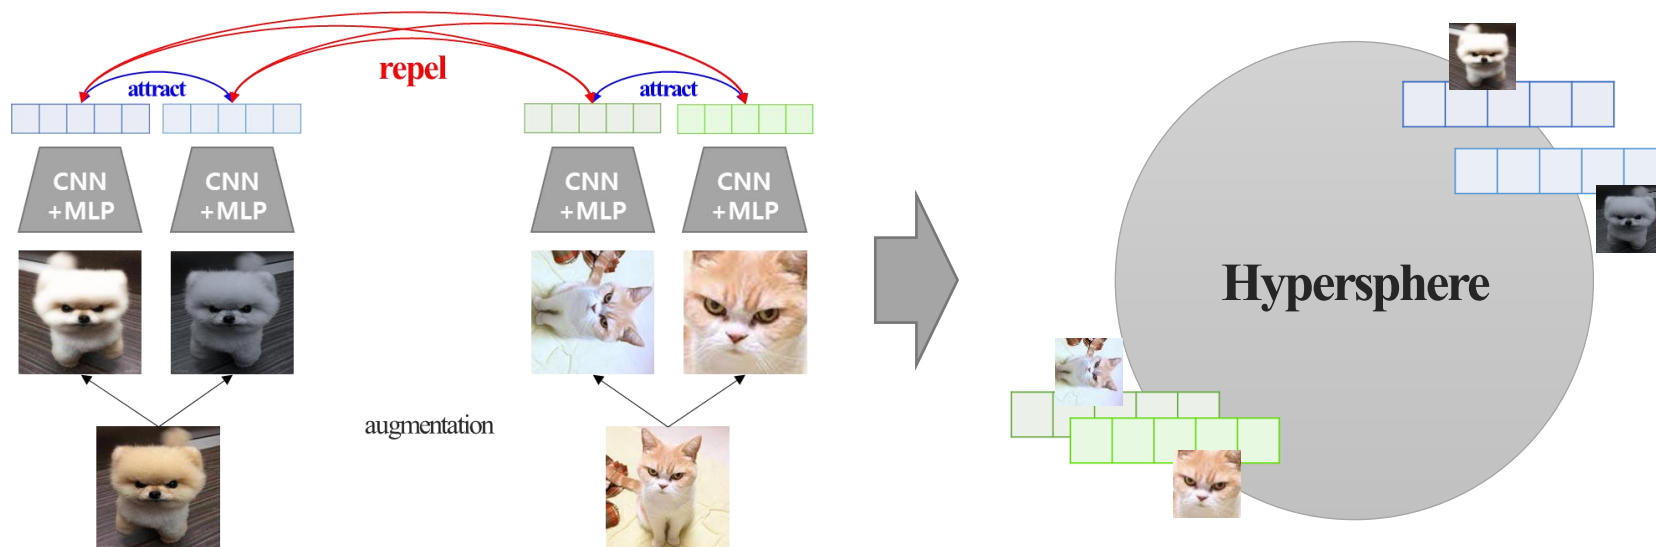 repel
attract
attract
CNN
+MLP
CNN
+MLP
CNN
+MLP
CNN
+MLP
augmentation
Hypersphere